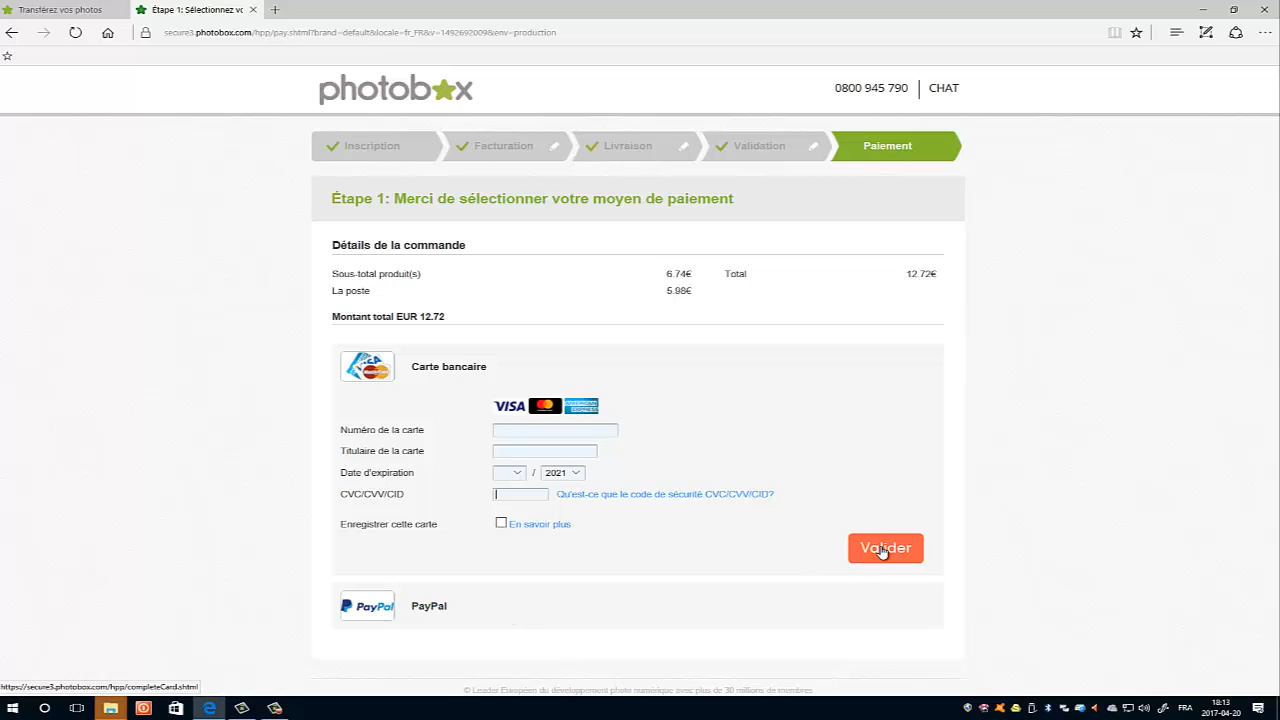 Transférez vos photos
Étape 1: Sélectionnez vo
secure3.photobox.com/hpp/pay.shtml?brand=default&locale=fr_FR&v=1492692009&env=production
photobox
0800 945 790
CHAT
Inscription
Facturation
Livraison
Validation
Paiement
Étape 1: Merci de sélectionner votre moyen de paiement
Détails de la commande
Sous-total produit(s) 6.74€ Total 12.72€
La poste 5.98€
Montant total EUR 12.72
Carte bancaire
VISA
Numéro de la carte
Titulaire de la carte
Date d'expiration / 2021
CVC/CVV/CID Qu'est-ce que le code de sécurité CVC/CVV/CID?
Enregistrer cette carte En savoir plus
Valider
PayPal PayPal
https://secure3.photobox.com/hpp/completeCard.shtml
© Leader Européen du développement photo numérique avec plus de 30 millions de membres
FRA
18:13
2017-04-20